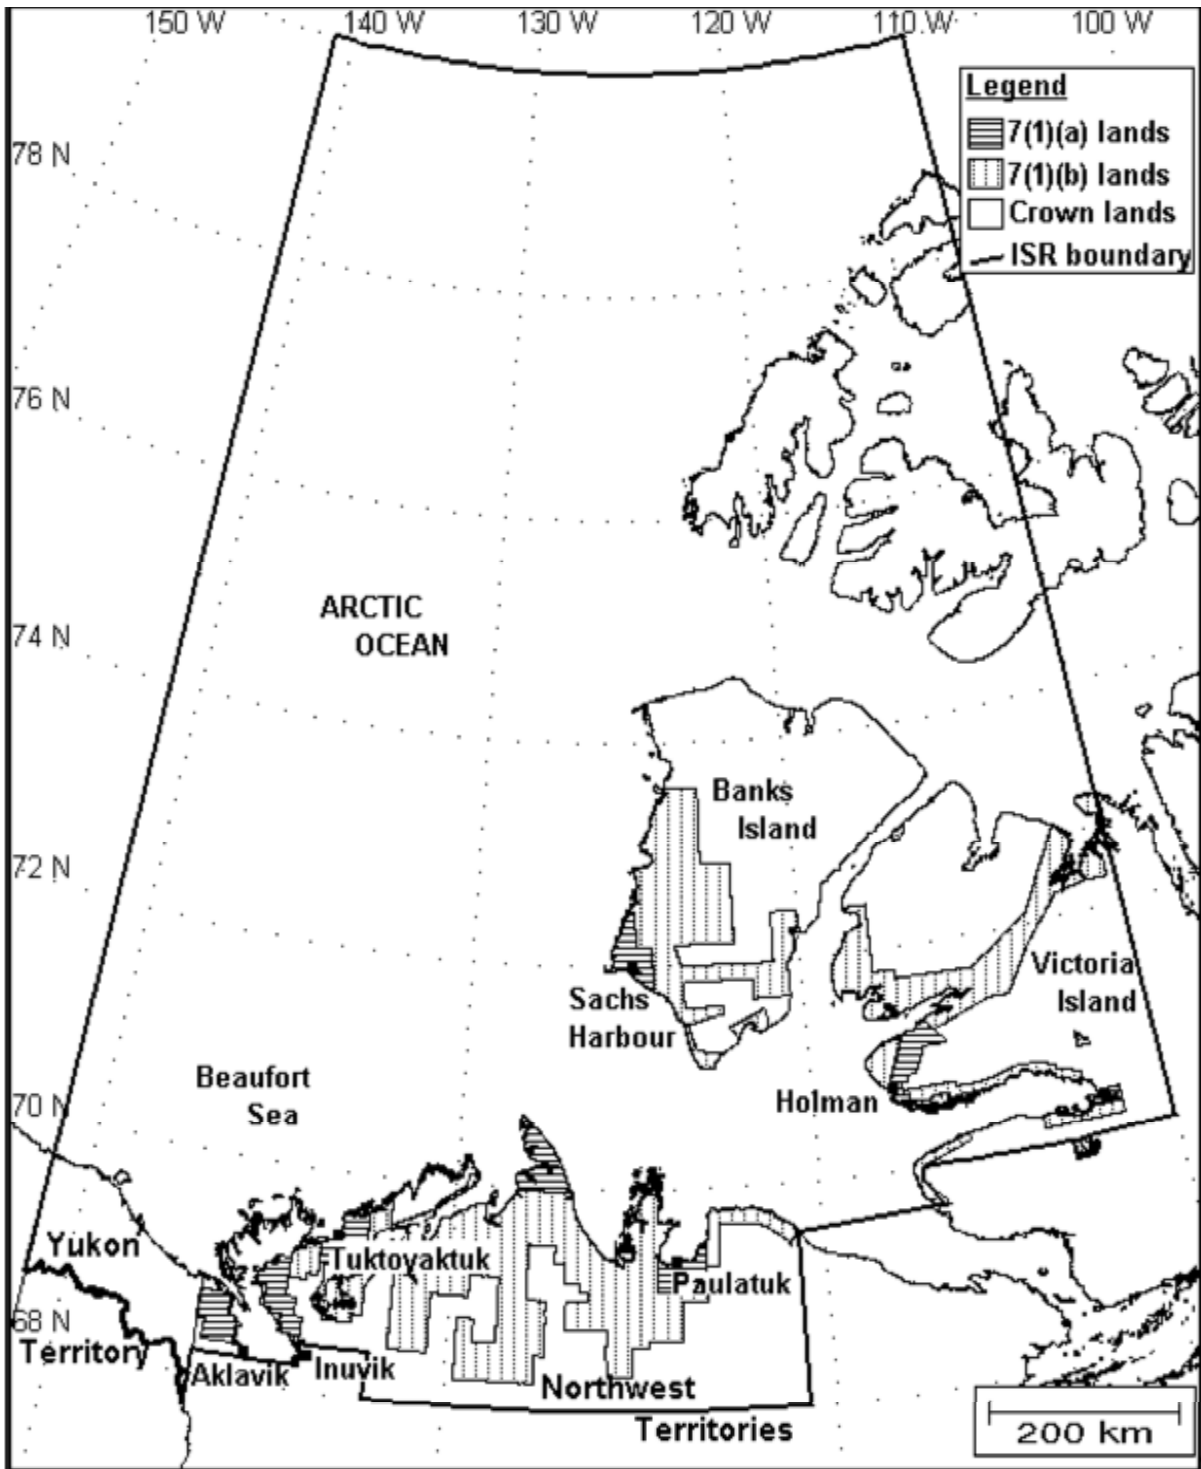 150 W 140 W 130 W 120 W 110 W 100 W
Legend
7(1)(a) lands
7(1)(b) lands
Crown lands
ISR boundary
78 N
76 N
74 N
72 N
70 N
68 N
ARCTIC
OCEAN
Banks
Island
Victoria
Island
Sachs
Harbour
Holman
Beaufort
Sea
Yukon
Territory
Tuktoyaktuk
Paulatuk
Aklavik
Inuvik
Northwest
Territories
200 km